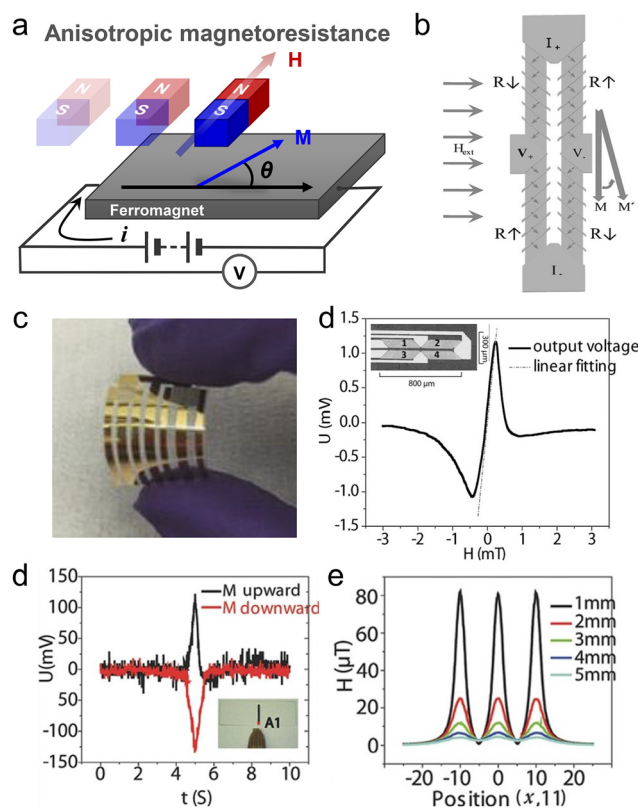 a
Anisotropic magnetoresistance
N
S
N
S
N
S
H
M
θ
Ferromagnet
i
V
b
I+
R↓
R↑
Hext
V+
V-
M
M´
R↑
R↓
I-
c
d
1.5
1.0
0.5
0.0
-0.5
-1.0
-1.5
U (mV)
1
2
3
4
300 μm
800 μm
output voltage
linear fitting
-3
-2
-1
0
1
2
3
H (mT)
d
150
100
50
0
-50
-100
-150
U(mV)
M upward
M downward
A1
0
2
4
6
8
10
t (S)
e
80
60
40
20
0
H (μT)
1mm
2mm
3mm
4mm
5mm
-20
-10
0
10
20
Position (x,11)